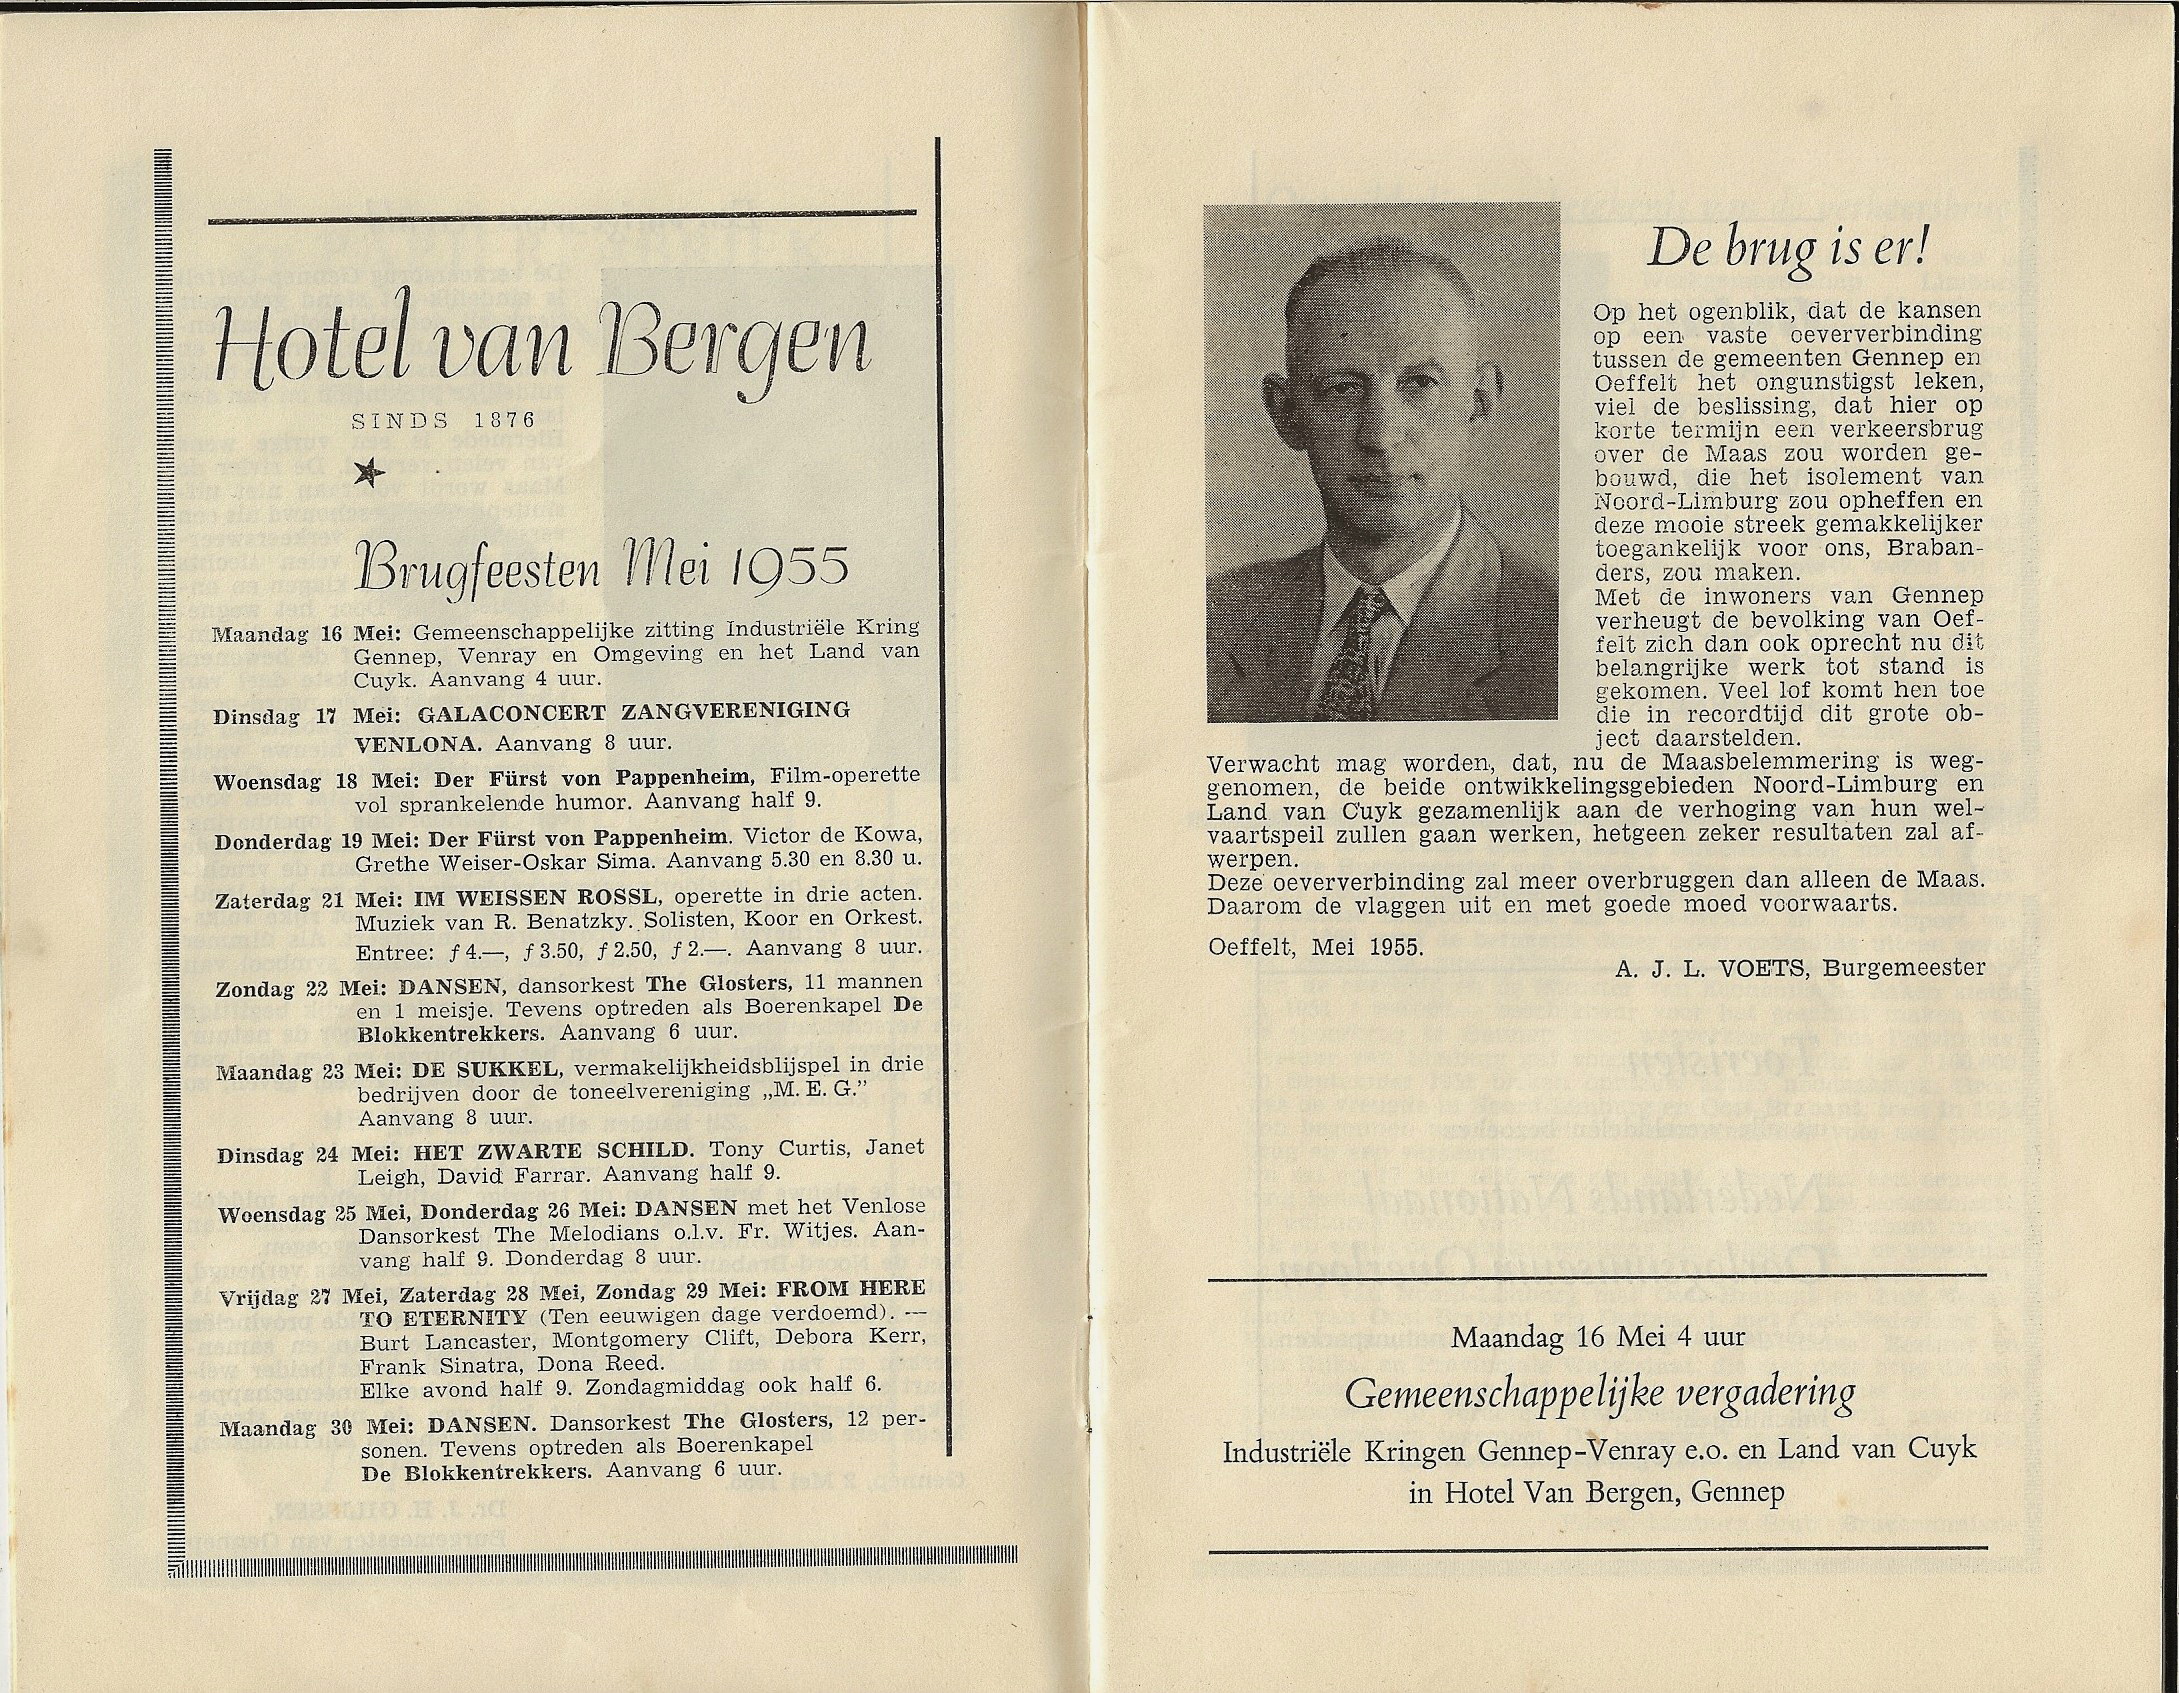 Hotel van Bergen
SINDS 1876
Brugfeesten Mei 1955
Maandag 16 Mei: Gemeenschappelijke zitting Industriële Kring
Gennep, Venray en Omgeving en het Land van
Cuyk. Aanvang 4 uur.
Dinsdag 17 Mei: GALACONCERT ZANGVERENIGING
VENLONA. Aanvang 8 uur.
Woensdag 18 Mei: Der Fürst von Pappenheim, Film-operette
vol sprankelende humor. Aanvang half 9.
Donderdag 19 Mei: Der Fürst von Pappenheim. Victor de Kowa,
Grethe Weiser-Oskar Sima. Aanvang 5.30 en 8.30 u.
Zaterdag 21 Mei: IM WEISSEN ROSSL, operette in drie acten.
Muziek van R. Benatzky. Solisten, Koor en Orkest.
Entree: ƒ 4.—, ƒ 3.50, ƒ 2.50, ƒ 2.—. Aanvang 8 uur.
Zondag 22 Mei: DANSEN, dansorkest The Glosters, 11 mannen
en 1 meisje. Tevens optreden als Boerenkapel De
Blokkentrekkers. Aanvang 6 uur.
Maandag 23 Mei: DE SUKKEL, vermakelijkheidsblijspel in drie
bedrijven door de toneelvereniging „M. E. G.”
Aanvang 8 uur.
Dinsdag 24 Mei: HET ZWARTE SCHILD. Tony Curtis, Janet
Leigh, David Farrar. Aanvang half 9.
Woensdag 25 Mei, Donderdag 26 Mei: DANSEN met het Venlose
Dansorkest The Melodians o.l.v. Fr. Witjes. Aan-
vang half 9. Donderdag 8 uur.
Vrijdag 27 Mei, Zaterdag 28 Mei, Zondag 29 Mei: FROM HERE
TO ETERNITY (Ten eeuwigen dage verdoemd). —
Burt Lancaster, Montgomery Clift, Debora Kerr,
Frank Sinatra, Dona Reed.
Elke avond half 9. Zondagmiddag ook half 6.
Maandag 30 Mei: DANSEN. Dansorkest The Glosters, 12 per-
sonen. Tevens optreden als Boerenkapel
De Blokkentrekkers. Aanvang 6 uur.
De brug is er!
Op het ogenblik, dat de kansen
op een vaste oeververbinding
tussen de gemeenten Gennep en
Oeffelt het ongunstigst leken,
viel de beslissing, dat hier op
korte termijn een verkeersbrug
over de Maas zou worden ge-
bouwd, die het isolement van
Noord-Limburg zou opheffen en
deze mooie streek gemakkelijker
toegankelijk voor ons, Braban-
ders, zou maken.
Met de inwoners van Gennep
verheugt de bevolking van Oef-
felt zich dan ook oprecht nu dit
belangrijke werk tot stand is
gekomen. Veel lof komt hen toe
die in recordtijd dit grote ob-
ject daarstelden.
Verwacht mag worden, dat, nu de Maasbelemmering is weg-
genomen, de beide ontwikkelingsgebieden Noord-Limburg en
Land van Cuyk gezamenlijk aan de verhoging van hun wel-
vaartspeil zullen gaan werken, hetgeen zeker resultaten zal af-
werpen.
Deze oeververbinding zal meer overbruggen dan alleen de Maas.
Daarom de vlaggen uit en met goede moed voorwaarts.
Oeffelt, Mei 1955.
A. J. L. VOETS, Burgemeester
Maandag 16 Mei 4 uur
Gemeenschappelijke vergadering
Industriële Kringen Gennep-Venray e.o. en Land van Cuyk
in Hotel Van Bergen, Gennep